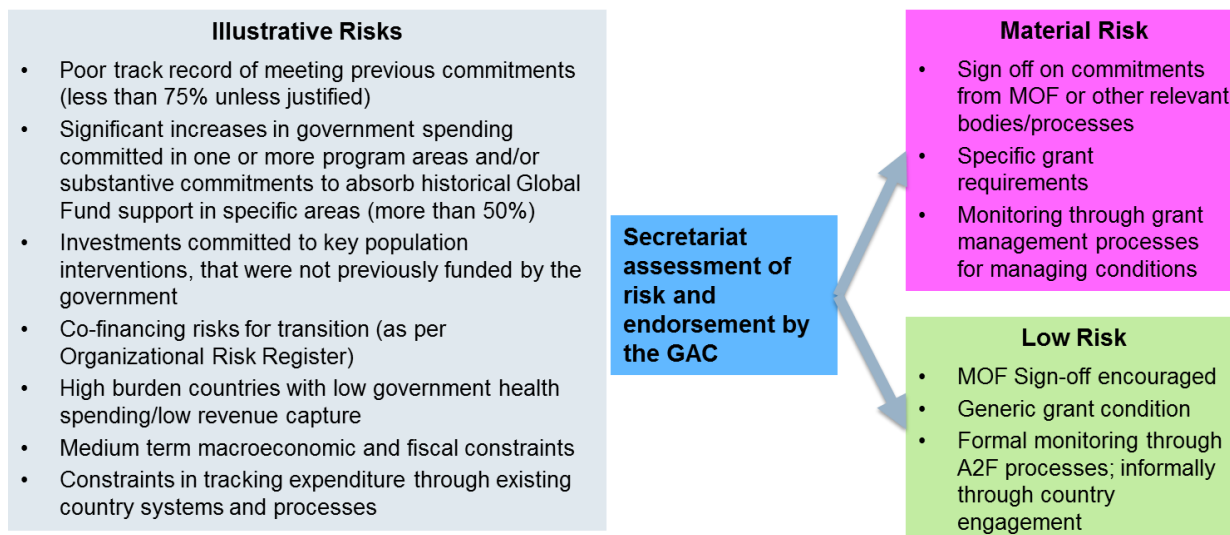 Illustrative Risks
• Poor track record of meeting previous commitments
(less than 75% unless justified)
• Significant increases in government spending
committed in one or more program areas and/or
substantive commitments to absorb historical Global
Fund support in specific areas (more than 50%)
• Investments committed to key population
interventions, that were not previously funded by the
government
• Co-financing risks for transition (as per
Organizational Risk Register)
• High burden countries with low government health
spending/low revenue capture
• Medium term macroeconomic and fiscal constraints
• Constraints in tracking expenditure through existing
country systems and processes
Secretariat
assessment of
risk and
endorsement by
the GAC
Material Risk
• Sign off on commitments
from MOF or other relevant
bodies/processes
• Specific grant
requirements
• Monitoring through grant
management processes
for managing conditions
Low Risk
• MOF Sign-off encouraged
• Generic grant condition
• Formal monitoring through
A2F processes; informally
through country
engagement